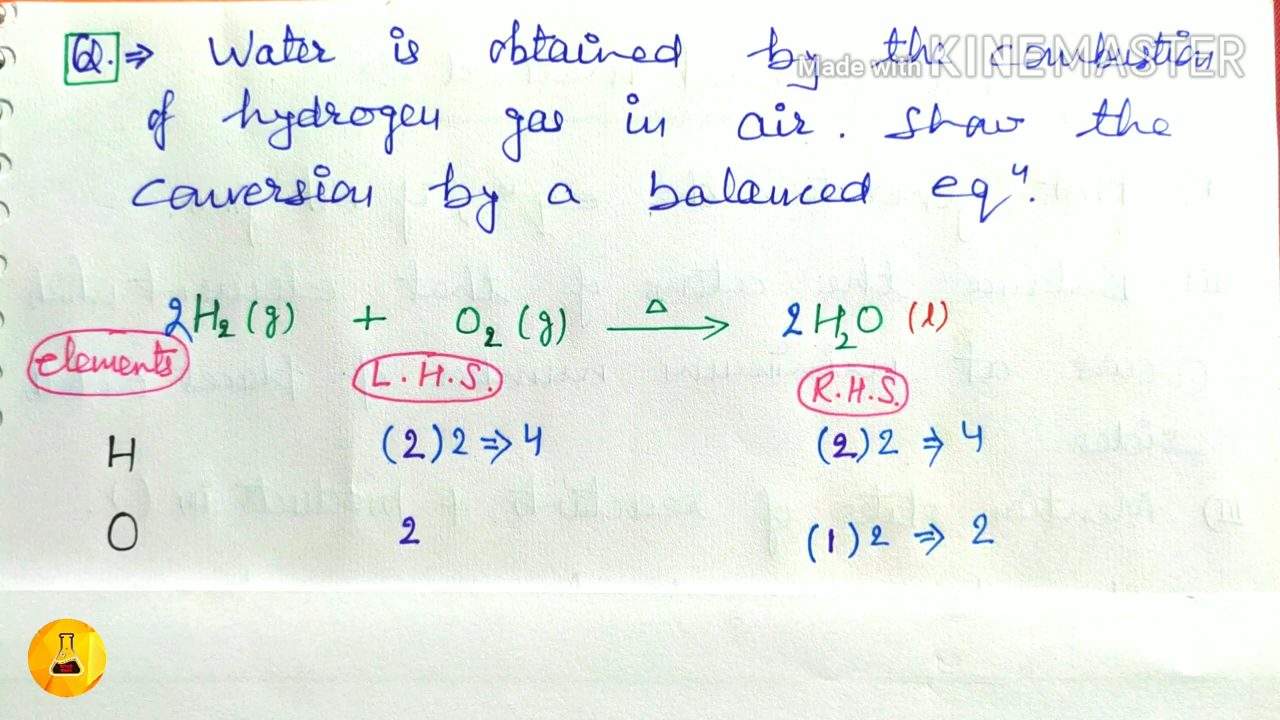 Q. ⇒ Water is obtained by the combustion
Made with KINEMASTER
of hydrogen gas in air. Show the
conversion by a balanced eqⁿ.
2H₂(g) + O₂(g) —Δ→ 2H₂O (l)
elements L.H.S. R.H.S.
H (2)2 ⇒ 4 (2)2 ⇒ 4
O 2 (1)2 ⇒ 2